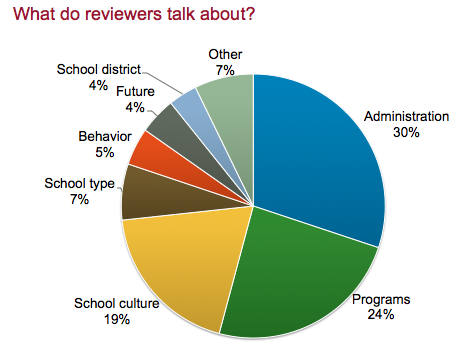 What do reviewers talk about?
Other
7%
School district
4%
Future
4%
Behavior
5%
School type
7%
School culture
19%
Programs
24%
Administration
30%